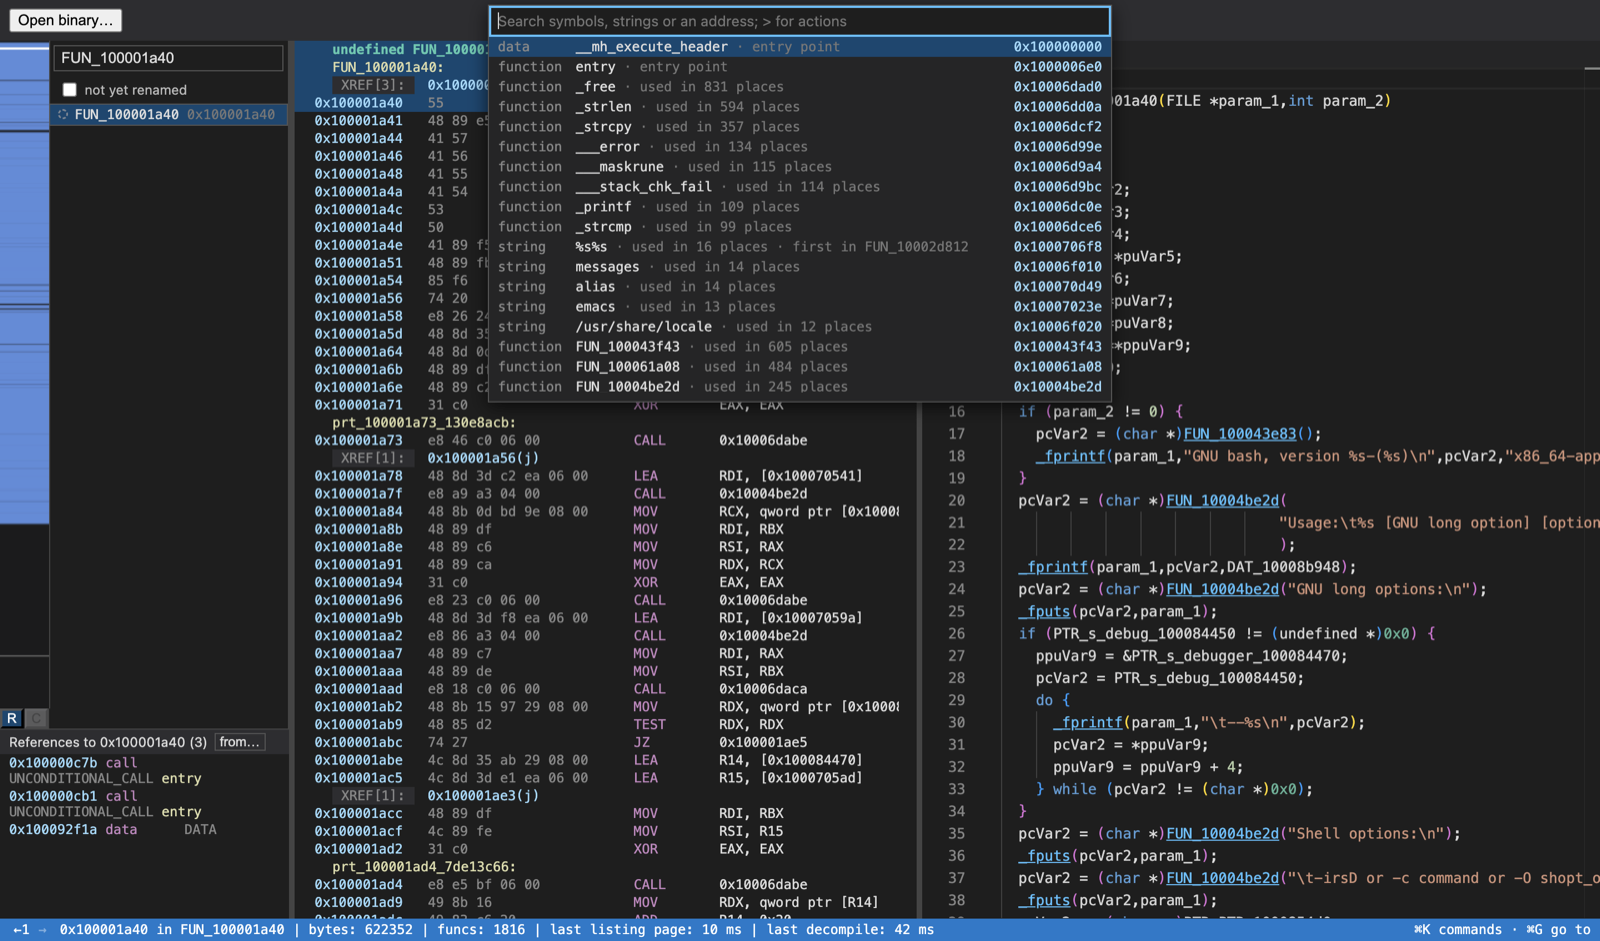 Open binary...
Search symbols, strings or an address; > for actions
FUN_100001a40
not yet renamed
FUN_100001a40 0x100001a40
data __mh_execute_header · entry point 0x100000000
function entry · entry point 0x1000006e0
function _free · used in 831 places 0x10006dad0
function _strlen · used in 594 places 0x10006dd0a
function _strcpy · used in 357 places 0x10006dcf2
function ___error · used in 134 places 0x10006d99e
function ___maskrune · used in 115 places 0x10006d9a4
function ___stack_chk_fail · used in 114 places 0x10006d9bc
function _printf · used in 109 places 0x10006dc0e
function _strcmp · used in 99 places 0x10006dce6
string %s%s · used in 16 places · first in FUN_10002d812 0x1000706f8
string messages · used in 14 places 0x10006f010
string alias · used in 14 places 0x100070d49
string emacs · used in 13 places 0x10007023e
string /usr/share/locale · used in 12 places 0x10006f020
function FUN_100043f43 · used in 605 places 0x100043f43
function FUN_100061a08 · used in 484 places 0x100061a08
function FUN_10004be2d · used in 245 places 0x10004be2d
undefined FUN_10000
FUN_100001a40:
XREF[3]: 0x10000
0x100001a40 55
0x100001a41 48 89 e5
0x100001a44 41 57
0x100001a46 41 56
0x100001a48 41 55
0x100001a4a 41 54
0x100001a4c 53
0x100001a4d 50
0x100001a4e 41 89 f5
0x100001a51 48 89 fb
0x100001a54 85 f6
0x100001a56 74 20
0x100001a58 e8 26 24
0x100001a5d 48 8d 35
0x100001a64 48 8d 0d
0x100001a6b 48 89 df
0x100001a6e 48 89 c2
0x100001a71 31 c0 XOR EAX, EAX
prt_100001a73_130e8acb:
0x100001a73 e8 46 c0 06 00 CALL 0x10006dabe
XREF[1]: 0x100001a56(j)
0x100001a78 48 8d 3d c2 ea 06 00 LEA RDI, [0x100070541]
0x100001a7f e8 a9 a3 04 00 CALL 0x10004be2d
0x100001a84 48 8b 0d bd 9e 08 00 MOV RCX, qword ptr [0x1000
0x100001a8b 48 89 df MOV RDI, RBX
0x100001a8e 48 89 c6 MOV RSI, RAX
0x100001a91 48 89 ca MOV RDX, RCX
0x100001a94 31 c0 XOR EAX, EAX
0x100001a96 e8 23 c0 06 00 CALL 0x10006dabe
0x100001a9b 48 8d 3d f8 ea 06 00 LEA RDI, [0x10007059a]
0x100001aa2 e8 86 a3 04 00 CALL 0x10004be2d
0x100001aa7 48 89 c7 MOV RDI, RAX
0x100001aaa 48 89 de MOV RSI, RBX
0x100001aad e8 18 c0 06 00 CALL 0x10006daca
0x100001ab2 48 8b 15 97 29 08 00 MOV RDX, qword ptr [0x1000
0x100001ab9 48 85 d2 TEST RDX, RDX
0x100001abc 74 27 JZ 0x100001ae5
0x100001abe 4c 8d 35 ab 29 08 00 LEA R14, [0x100084470]
0x100001ac5 4c 8d 3d e1 ea 06 00 LEA R15, [0x1000705ad]
XREF[1]: 0x100001ae3(j)
0x100001acc 48 89 df MOV RDI, RBX
0x100001acf 4c 89 fe MOV RSI, R15
0x100001ad2 31 c0 XOR EAX, EAX
prt_100001ad4_7de13c66:
0x100001ad4 e8 e5 bf 06 00 CALL 0x10006dabe
0x100001ad9 49 8b 16 MOV RDX, qword ptr [R14]
01a40(FILE *param_1,int param_2)
2;
3;
4;
*puVar5;
6;
*puVar7;
puVar8;
*ppuVar9;
;
16 if (param_2 != 0) {
17 pcVar2 = (char *)FUN_100043e83();
18 _fprintf(param_1,"GNU bash, version %s-(%s)\n",pcVar2,"x86_64-app
19 }
20 pcVar2 = (char *)FUN_10004be2d(
21 "Usage:\t%s [GNU long option] [option
22 );
23 _fprintf(param_1,pcVar2,DAT_10008b948);
24 pcVar2 = (char *)FUN_10004be2d("GNU long options:\n");
25 _fputs(pcVar2,param_1);
26 if (PTR_s_debug_100084450 != (undefined *)0x0) {
27 ppuVar9 = &PTR_s_debugger_100084470;
28 pcVar2 = PTR_s_debug_100084450;
29 do {
30 _fprintf(param_1,"\t--%s\n",pcVar2);
31 pcVar2 = *ppuVar9;
32 ppuVar9 = ppuVar9 + 4;
33 } while (pcVar2 != (char *)0x0);
34 }
35 pcVar2 = (char *)FUN_10004be2d("Shell options:\n");
36 _fputs(pcVar2,param_1);
37 pcVar2 = (char *)FUN_10004be2d("\t-irsD or -c command or -O shopt_o
38 _fputs(pcVar2,param_1);
R C
References to 0x100001a40 (3) from...
0x100000c7b call
UNCONDITIONAL_CALL entry
0x100000cb1 call
UNCONDITIONAL_CALL entry
0x100092f1a data DATA
←1 → 0x100001a40 in FUN_100001a40 | bytes: 622352 | funcs: 1816 | last listing page: 10 ms | last decompile: 42 ms
⌘K commands · ⌘G go to